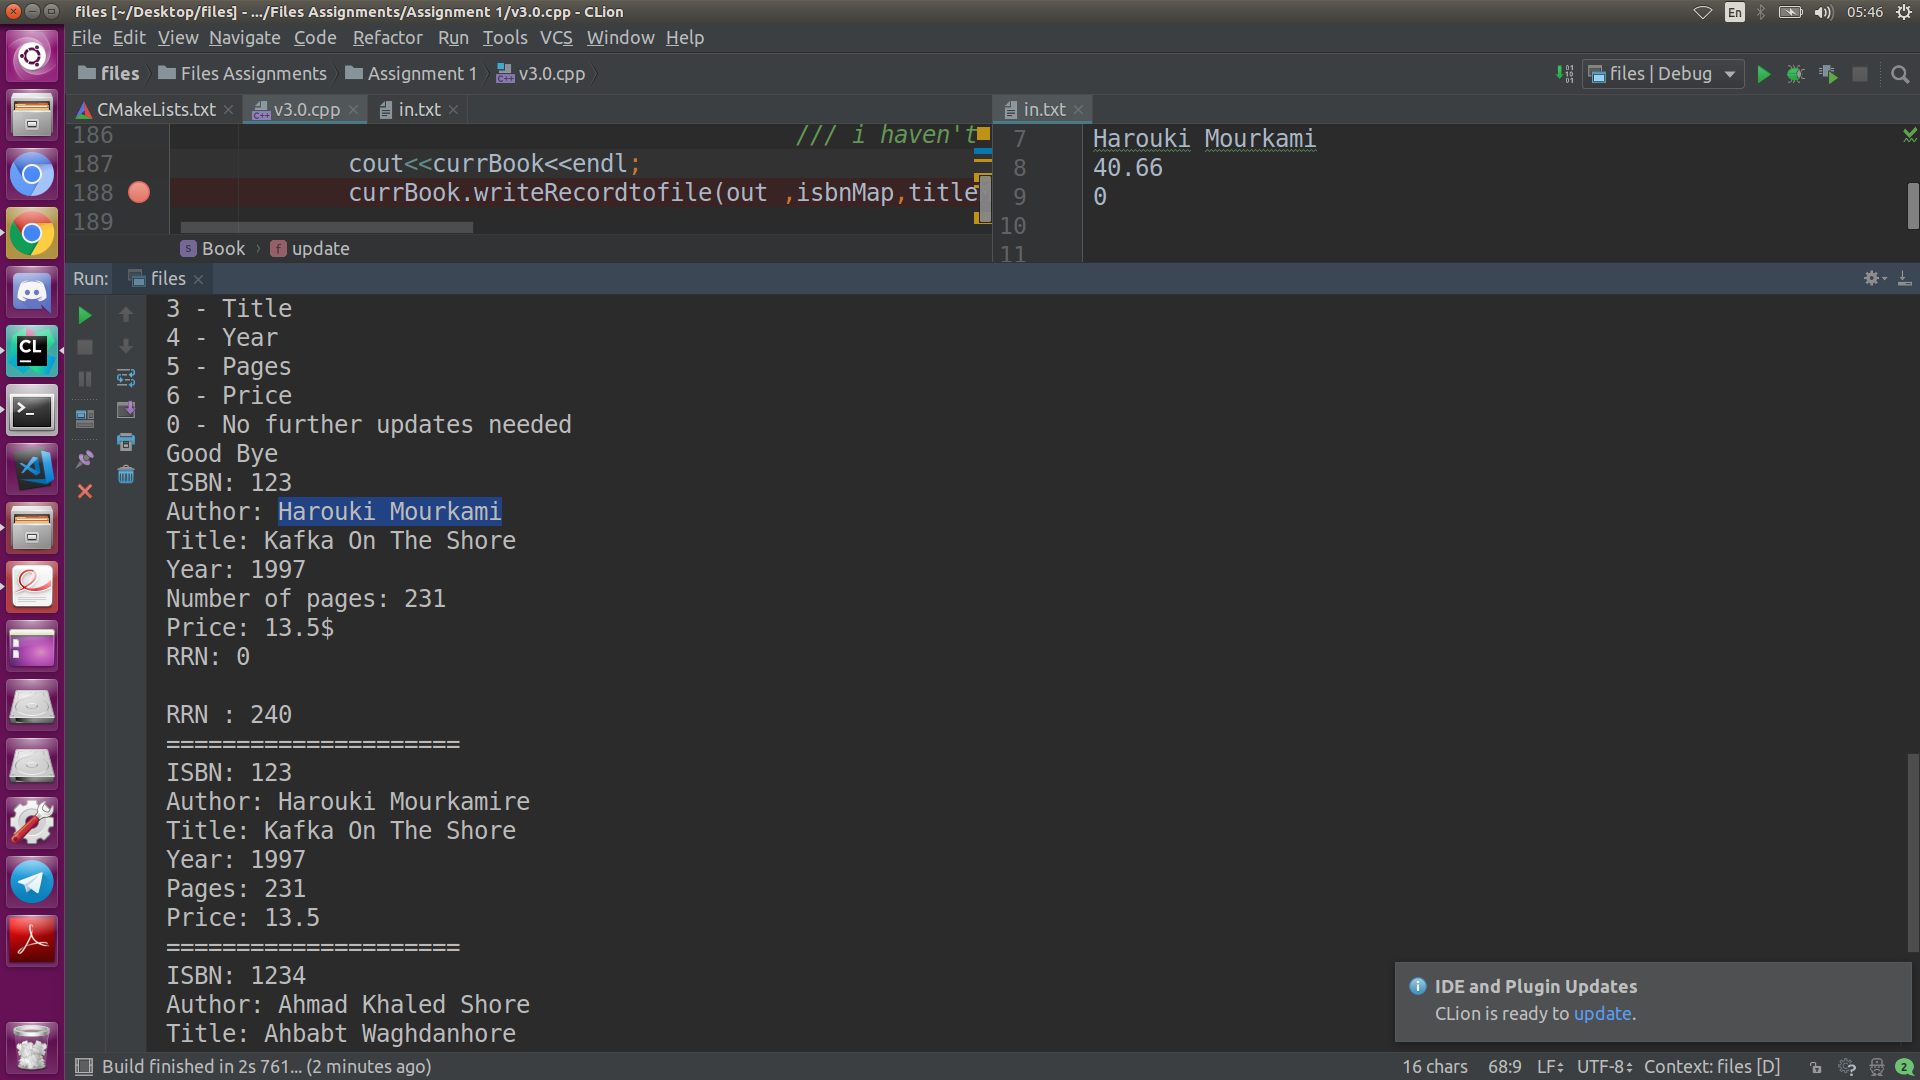 files [~/Desktop/files] - .../Files Assignments/Assignment 1/v3.0.cpp - CLion
En
05:46
File Edit View Navigate Code Refactor Run Tools VCS Window Help
files Files Assignments Assignment 1 v3.0.cpp
files | Debug
CMakeLists.txt v3.0.cpp in.txt
in.txt
186 /// i haven't
187 cout<<currBook<<endl;
188 currBook.writeRecordtofile(out ,isbnMap,title
189
Book › update
7 Harouki Mourkami
8 40.66
9 0
10
11
Run: files
3 - Title
4 - Year
5 - Pages
6 - Price
0 - No further updates needed
Good Bye
ISBN: 123
Author: Harouki Mourkami
Title: Kafka On The Shore
Year: 1997
Number of pages: 231
Price: 13.5$
RRN: 0
RRN : 240
=====================
ISBN: 123
Author: Harouki Mourkamire
Title: Kafka On The Shore
Year: 1997
Pages: 231
Price: 13.5
=====================
ISBN: 1234
Author: Ahmad Khaled Shore
Title: Ahbabt Waghdanhore
IDE and Plugin Updates
CLion is ready to update.
Build finished in 2s 761... (2 minutes ago)
16 chars 68:9 LF UTF-8 Context: files [D] 2